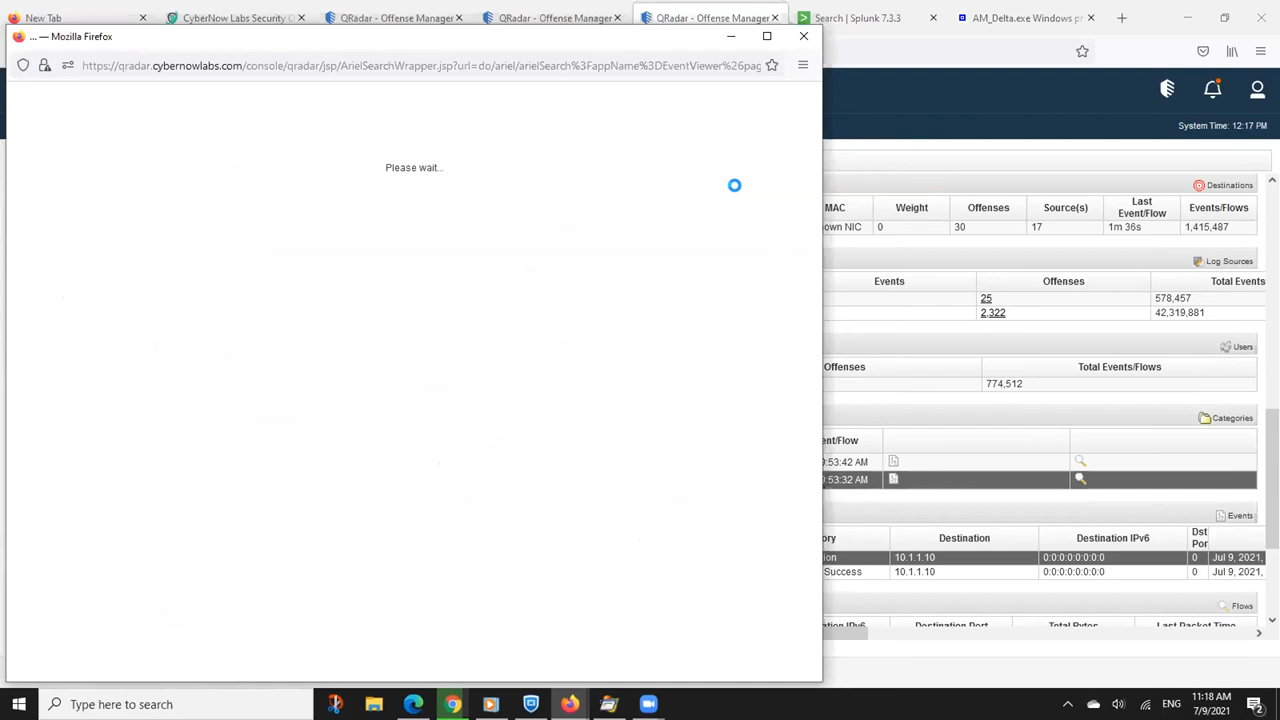 New Tab
CyberNow Labs Security
QRadar - Offense Manager
QRadar - Offense Manager
QRadar - Offense Manager
Search | Splunk 7.3.3
AM_Delta.exe Windows pr
... — Mozilla Firefox
https://qradar.cybernowlabs.com/console/qradar/jsp/ArielSearchWrapper.jsp?url=do/ariel/arielSearch%3FappName%3DEventViewer%26pag
System Time: 12:17 PM
Please wait...
Destinations
MAC Weight Offenses Source(s) Last Event/Flow Events/Flows
own NIC 0 30 17 1m 36s 1,415,487
Log Sources
Events Offenses Total Events
25 578,457
2,322 42,319,881
Users
Offenses Total Events/Flows
774,512
Categories
ent/Flow
9:53:42 AM
9:53:32 AM
Events
ory Destination Destination IPv6 Dst Por
ion 10.1.1.10 0:0:0:0:0:0:0:0 0 Jul 9, 2021,
Success 10.1.1.10 0:0:0:0:0:0:0:0 0 Jul 9, 2021,
Flows
ation IPv6 Destination Port Total Bytes Last Packet Time
Type here to search
ENG
11:18 AM
7/9/2021
2